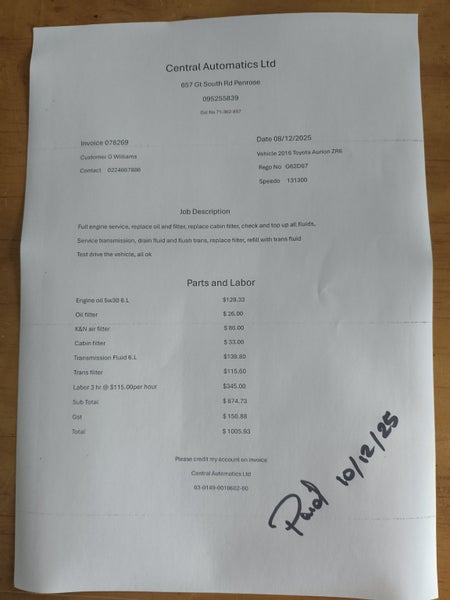 Central Automatics Ltd
657 Gt South Rd Penrose
095255839
Gst No 71-362-857
Invoice 078269
Date 08/12/2025
Customer G Williams
Vehicle 2016 Toyota Aurion ZR6
Contact 0224667888
Rego No G62D67
Speedo 131300
Job Description
Full engine service, replace oil and filter, replace cabin filter, check and top up all fluids,
Service transmission, drain fluid and flush trans, replace filter, refill with trans fluid
Test drive the vehicle, all ok
Parts and Labor
Engine oil 5w30 6.L $129.33
Oil filter $ 26.00
K&N air filter $ 86.00
Cabin filter $ 33.00
Transmission Fluid 6.L $139.80
Trans filter $115.60
Labor 3 hr @ $115.00per hour $345.00
Sub Total $ 874.73
Gst $ 150.88
Total $ 1005.93
Please credit my account on invoice
Central Automatics Ltd
03-0149-0018602-00
Paid 10/12/25